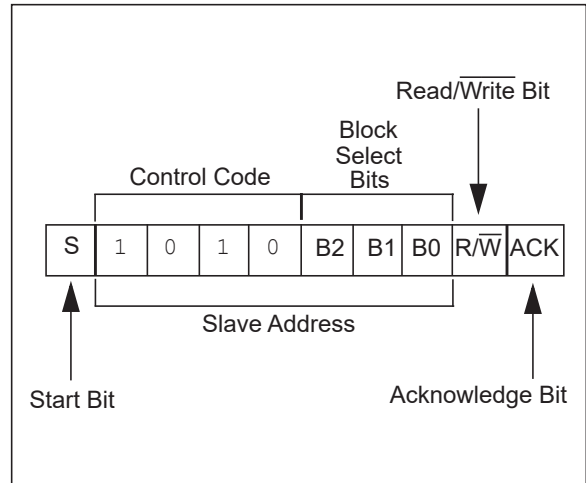 Read/Write Bit
Block
Select
Bits
Control Code
S 1 0 1 0 B2 B1 B0 R/W ACK
Slave Address
Start Bit
Acknowledge Bit